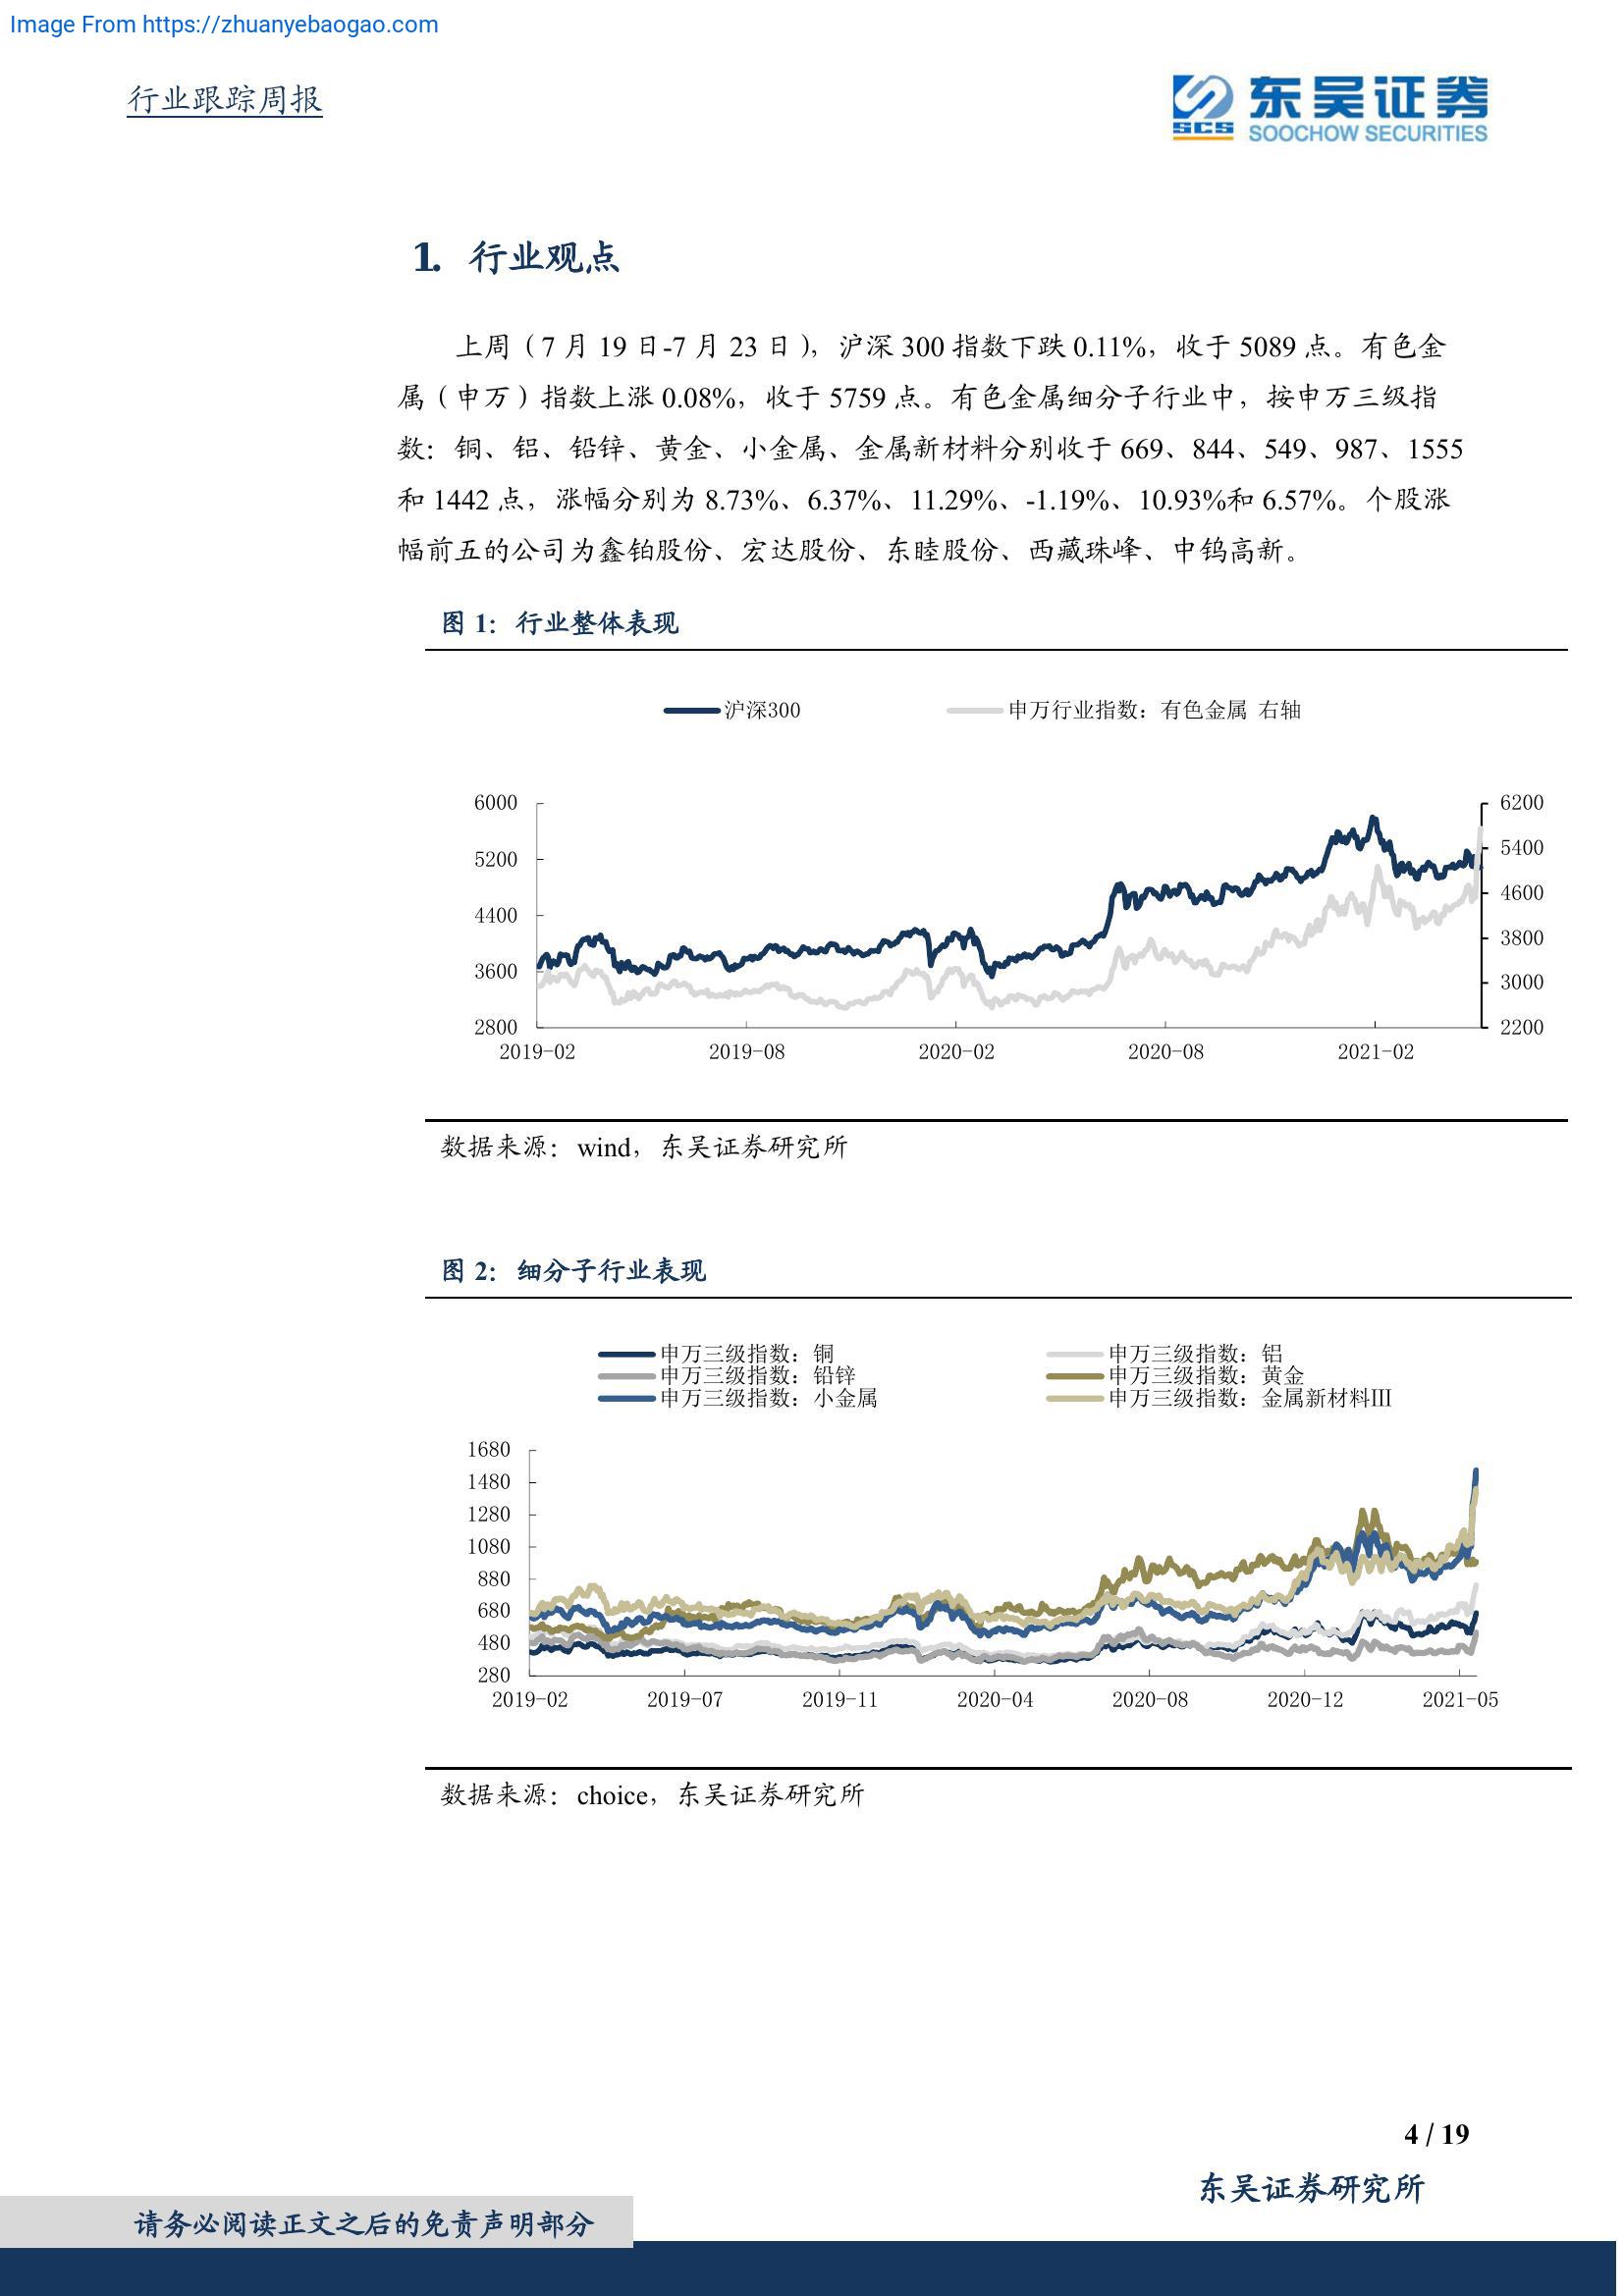 Image From https://zhuanyebaogao.com
行业跟踪周报
SCS
东吴证券
SOOCHOW SECURITIES
1. 行业观点
上周（7 月 19 日-7 月 23 日），沪深 300 指数下跌 0.11%，收于 5089 点。有色金
属（申万）指数上涨 0.08%，收于 5759 点。有色金属细分子行业中，按申万三级指
数：铜、铝、铅锌、黄金、小金属、金属新材料分别收于 669、844、549、987、1555
和 1442 点，涨幅分别为 8.73%、6.37%、11.29%、-1.19%、10.93%和 6.57%。个股涨
幅前五的公司为鑫铂股份、宏达股份、东睦股份、西藏珠峰、中钨高新。
图 1：行业整体表现
沪深300 申万行业指数：有色金属 右轴
6000 6200
5200 5400
4400 4600
3600 3800
2800 3000
2200
2019-02 2019-08 2020-02 2020-08 2021-02
数据来源：wind，东吴证券研究所
图 2：细分子行业表现
申万三级指数：铜 申万三级指数：铝
申万三级指数：铅锌 申万三级指数：黄金
申万三级指数：小金属 申万三级指数：金属新材料III
1680
1480
1280
1080
880
680
480
280
2019-02 2019-07 2019-11 2020-04 2020-08 2020-12 2021-05
数据来源：choice，东吴证券研究所
4 / 19
东吴证券研究所
请务必阅读正文之后的免责声明部分